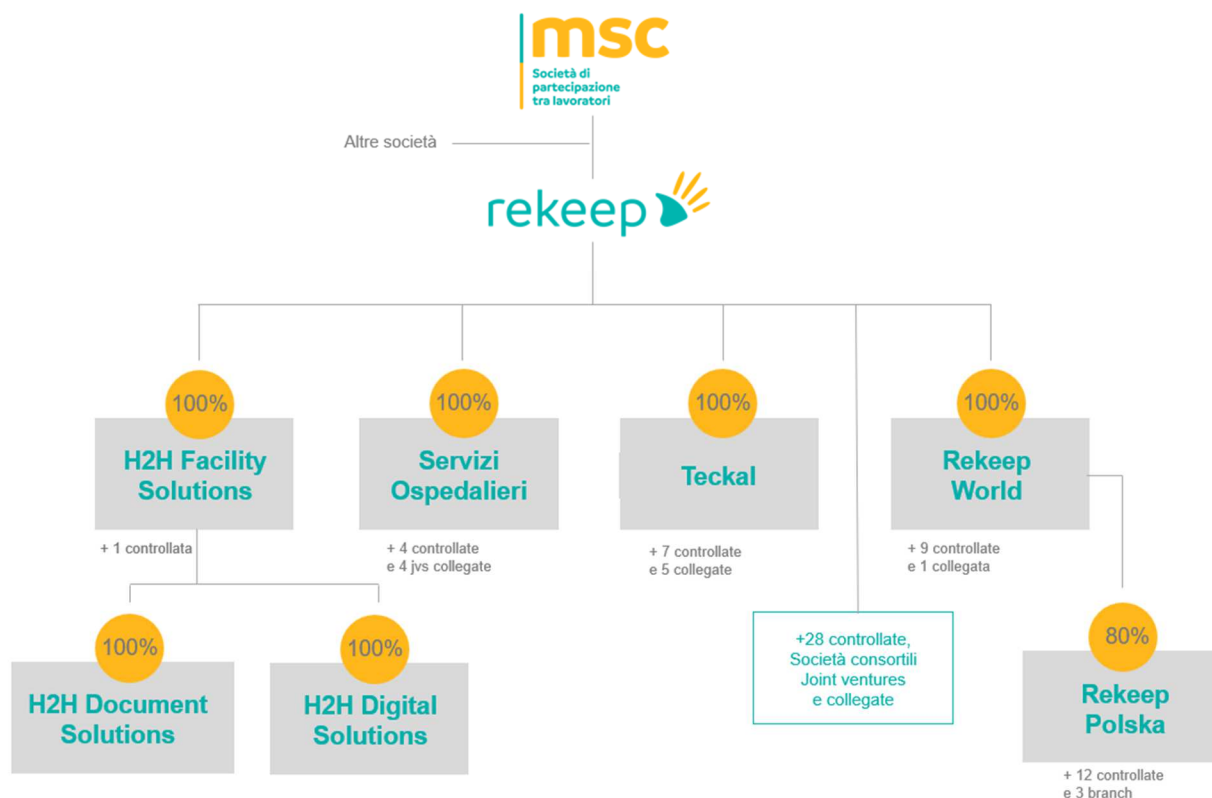 msc
Società di
partecipazione
tra lavoratori
Altre società
rekeep
100%
H2H Facility
Solutions
+ 1 controllata
100%
Servizi
Ospedalieri
+ 4 controllate
e 4 jvs collegate
100%
Teckal
+ 7 controllate
e 5 collegate
100%
Rekeep
World
+ 9 controllate
e 1 collegata
100%
H2H Document
Solutions
100%
H2H Digital
Solutions
+28 controllate,
Società consortili
Joint ventures
e collegate
80%
Rekeep
Polska
+ 12 controllate
e 3 branch